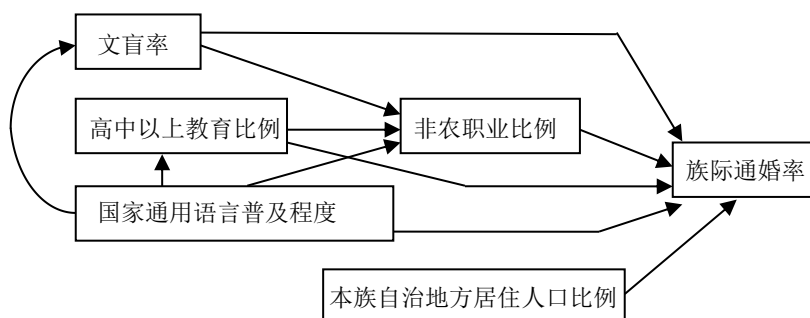 文盲率
高中以上教育比例
非农职业比例
族际通婚率
国家通用语言普及程度
本族自治地方居住人口比例